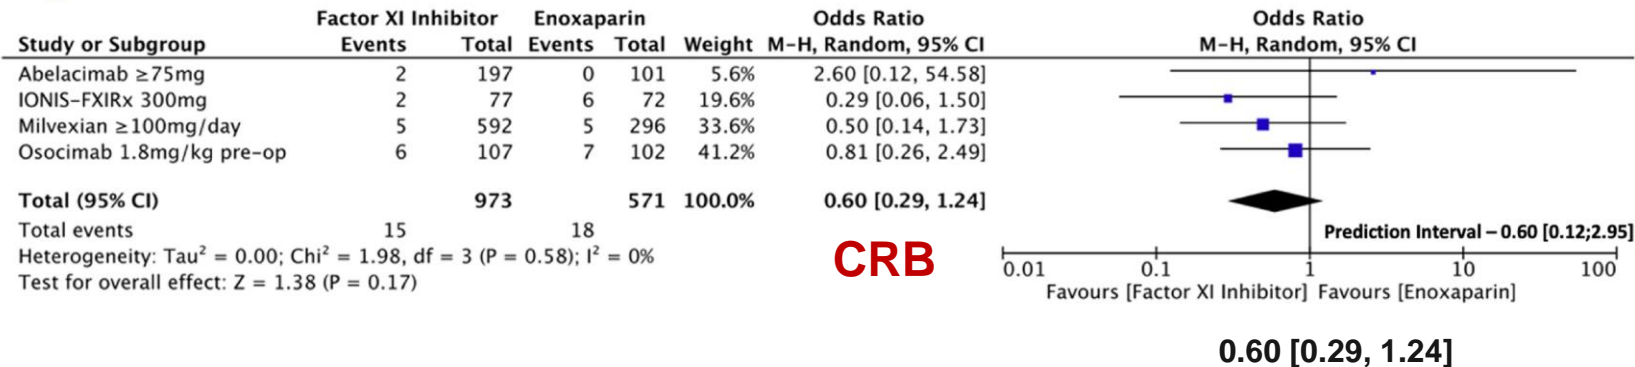 Factor XI Inhibitor Enoxaparin Odds Ratio Odds Ratio
Study or Subgroup Events Total Events Total Weight M-H, Random, 95% CI M-H, Random, 95% CI
Abelacimab ≥75mg 2 197 0 101 5.6% 2.60 [0.12, 54.58]
IONIS-FXIRx 300mg 2 77 6 72 19.6% 0.29 [0.06, 1.50]
Milvexian ≥100mg/day 5 592 5 296 33.6% 0.50 [0.14, 1.73]
Osocimab 1.8mg/kg pre-op 6 107 7 102 41.2% 0.81 [0.26, 2.49]
Total (95% CI) 973 571 100.0% 0.60 [0.29, 1.24]
Total events 15 18
Prediction Interval – 0.60 [0.12;2.95]
Heterogeneity: Tau² = 0.00; Chi² = 1.98, df = 3 (P = 0.58); I² = 0%
Test for overall effect: Z = 1.38 (P = 0.17)
CRB
0.01 0.1 1 10 100
Favours [Factor XI Inhibitor] Favours [Enoxaparin]
0.60 [0.29, 1.24]